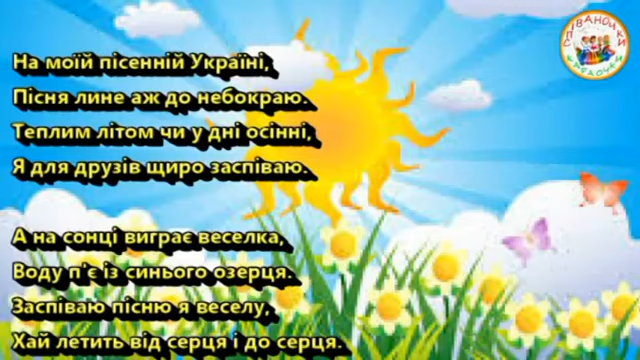 На моїй пісенній Україні,
Пісня лине аж до небокраю.
Теплим літом чи у дні осінні,
Я для друзів щиро заспіваю.
А на сонці виграє веселка,
Воду п'є із синього озерця.
Заспіваю пісню я веселу,
Хай летить від серця і до серця.